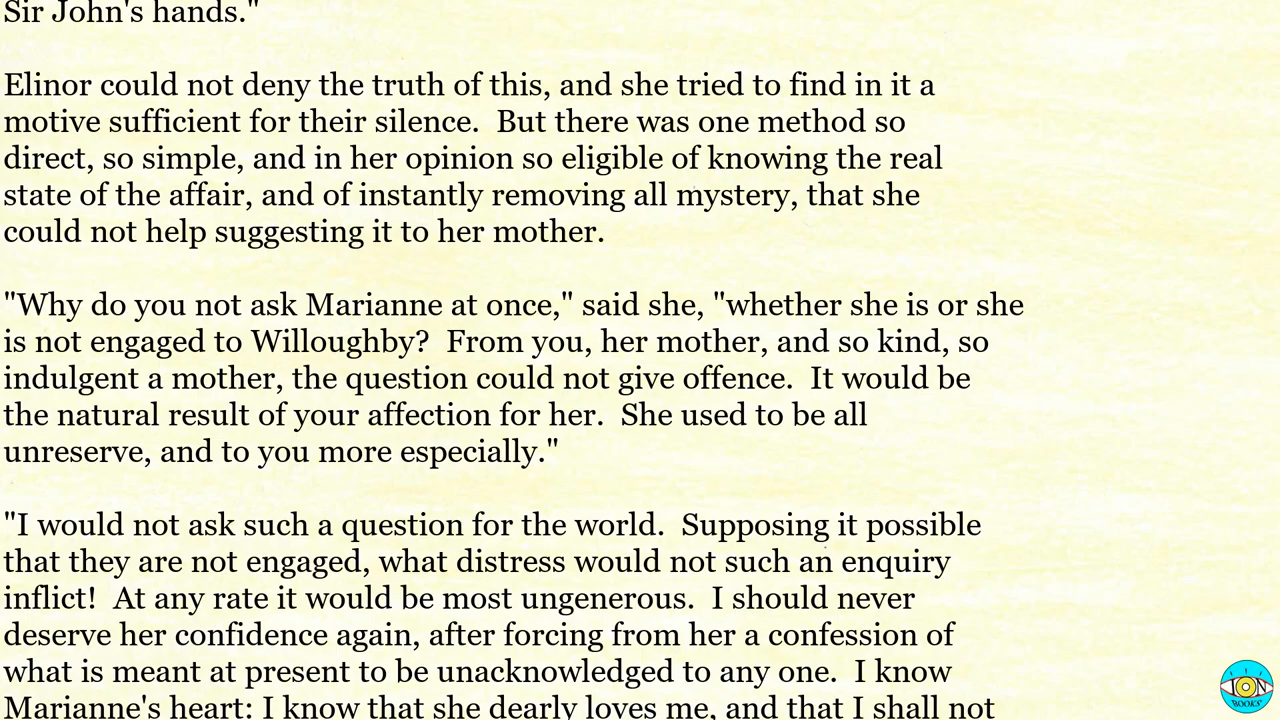 Sir John's hands."
Elinor could not deny the truth of this, and she tried to find in it a
motive sufficient for their silence.  But there was one method so
direct, so simple, and in her opinion so eligible of knowing the real
state of the affair, and of instantly removing all mystery, that she
could not help suggesting it to her mother.
"Why do you not ask Marianne at once," said she, "whether she is or she
is not engaged to Willoughby?  From you, her mother, and so kind, so
indulgent a mother, the question could not give offence.  It would be
the natural result of your affection for her.  She used to be all
unreserve, and to you more especially."
"I would not ask such a question for the world.  Supposing it possible
that they are not engaged, what distress would not such an enquiry
inflict!  At any rate it would be most ungenerous.  I should never
deserve her confidence again, after forcing from her a confession of
what is meant at present to be unacknowledged to any one.  I know
Marianne's heart: I know that she dearly loves me, and that I shall not
ION
BOOKS